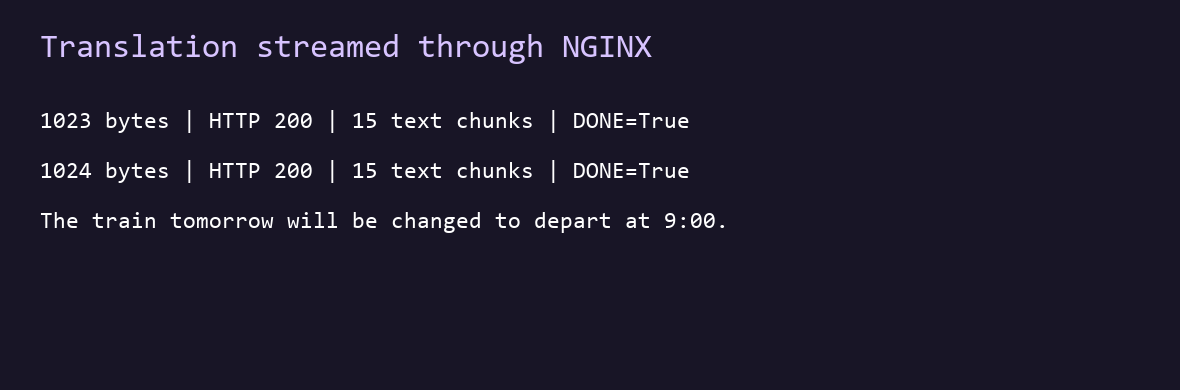 Translation streamed through NGINX
1023 bytes | HTTP 200 | 15 text chunks | DONE=True
1024 bytes | HTTP 200 | 15 text chunks | DONE=True
The train tomorrow will be changed to depart at 9:00.